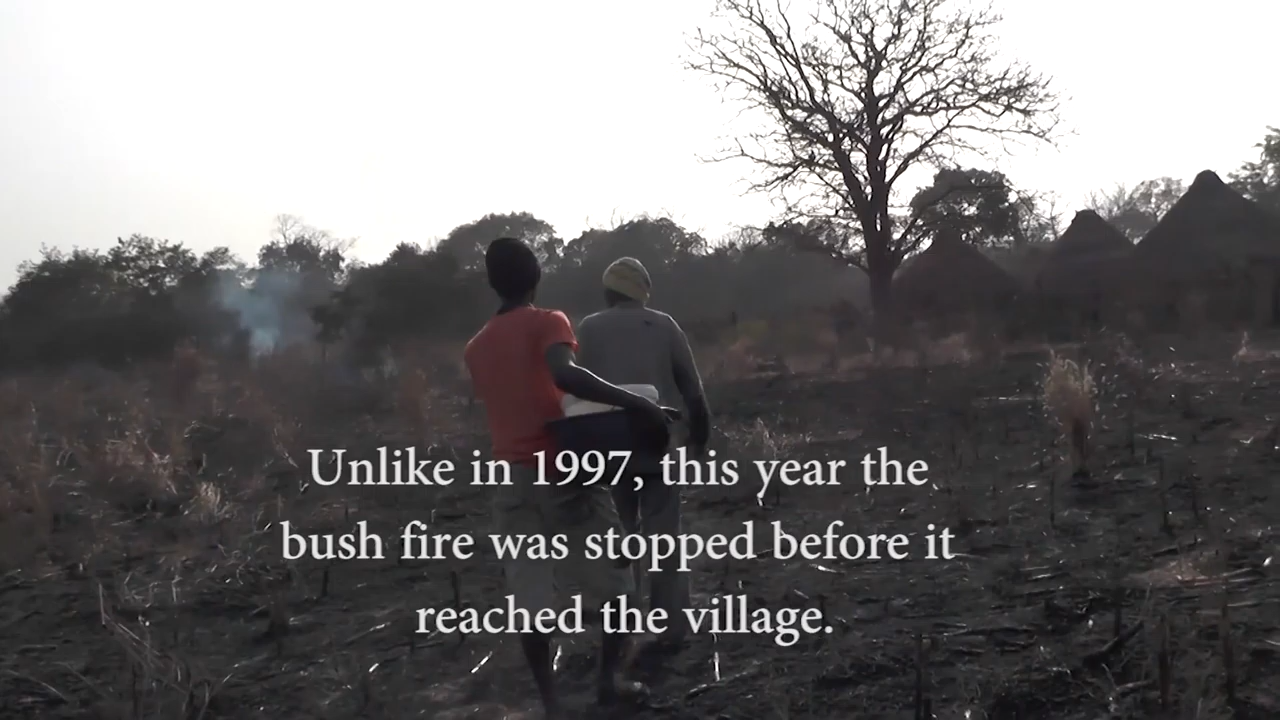 Unlike in 1997, this year the
bush fire was stopped before it
reached the village.